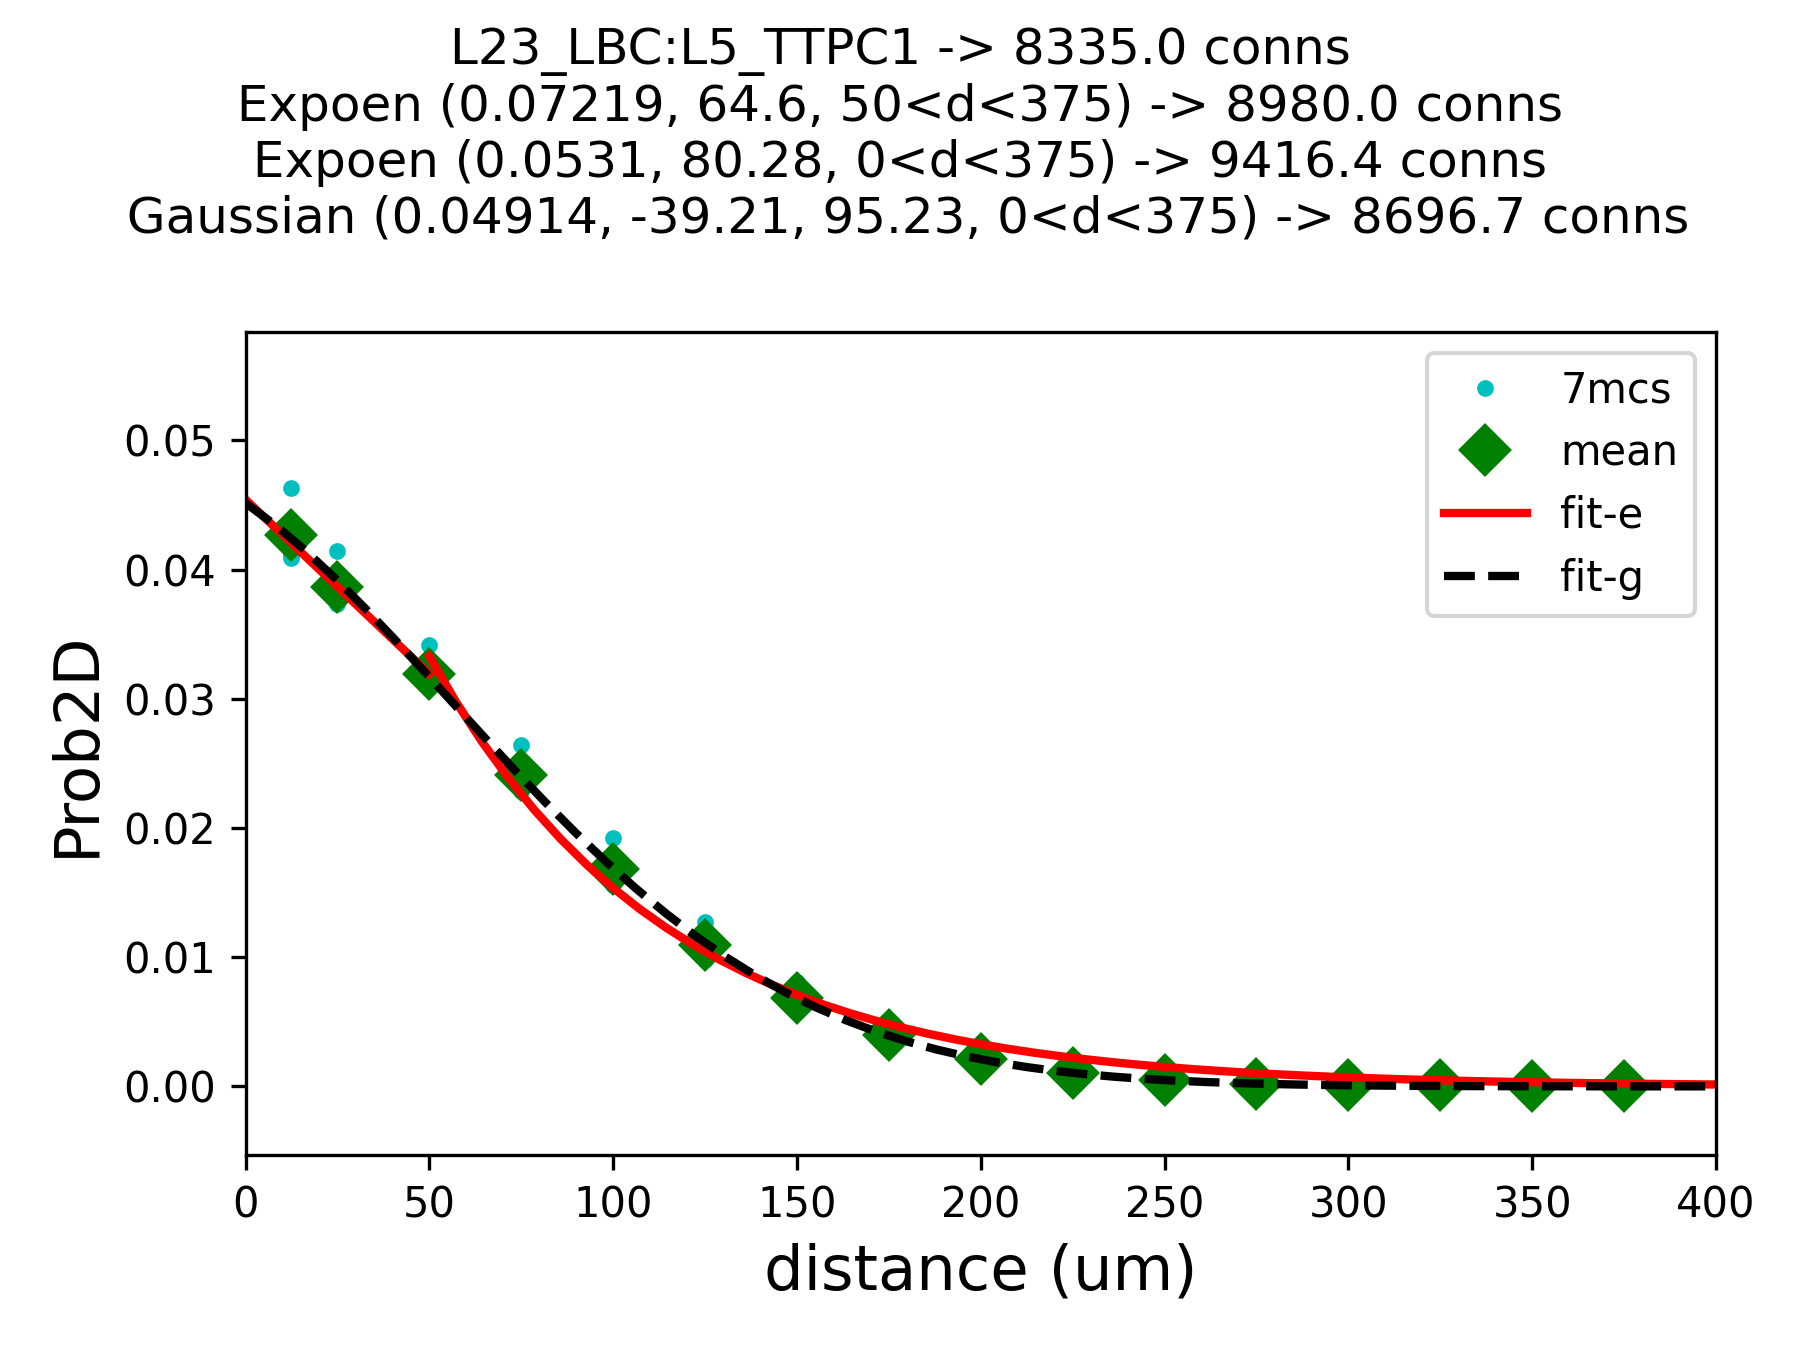 L23_LBC:L5_TTPC1 -> 8335.0 conns
Expoen (0.07219, 64.6, 50<d<375) -> 8980.0 conns
Expoen (0.0531, 80.28, 0<d<375) -> 9416.4 conns
Gaussian (0.04914, -39.21, 95.23, 0<d<375) -> 8696.7 conns
7mcs
mean
fit-e
fit-g
Prob2D
0.05
0.04
0.03
0.02
0.01
0.00
0 50 100 150 200 250 300 350 400
distance (um)